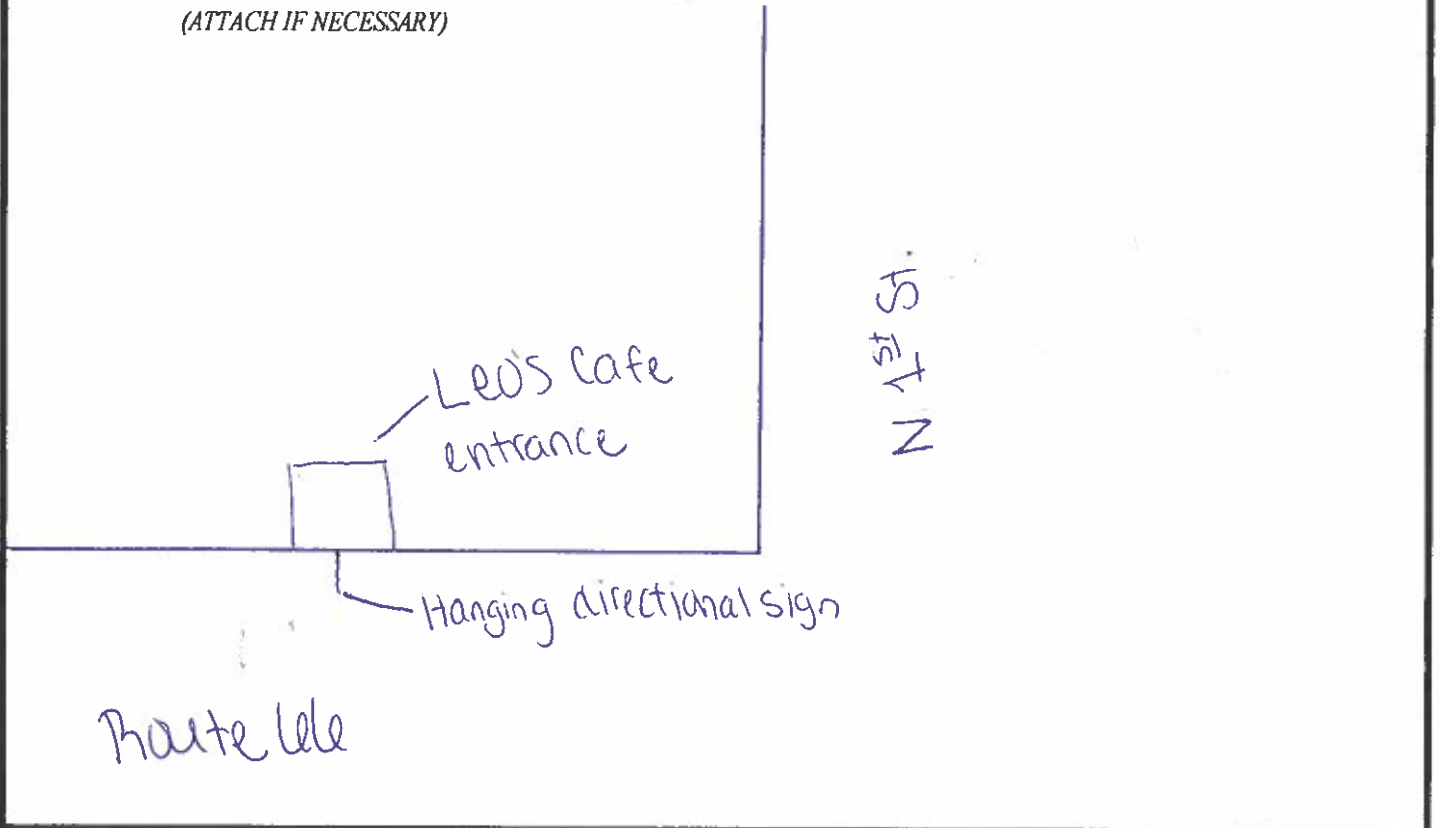 (ATTACH IF NECESSARY)
N 1st St.
Leo's Cafe
entrance
Hanging directional sign
Route 66